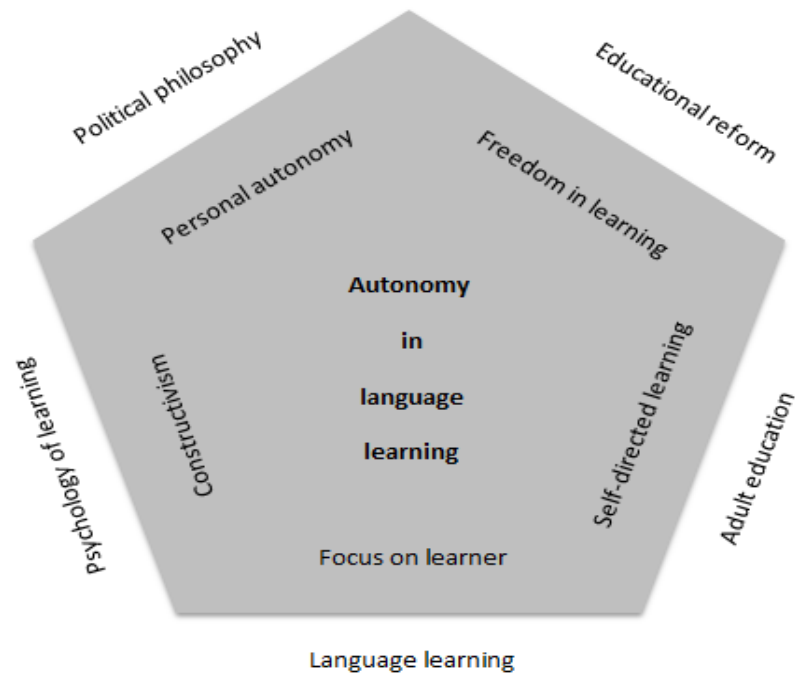 Political philosophy
Educational reform
Personal autonomy
Freedom in learning
Autonomy
in
language
learning
Psychology of learning
Constructivism
Self-directed learning
Adult education
Focus on learner
Language learning